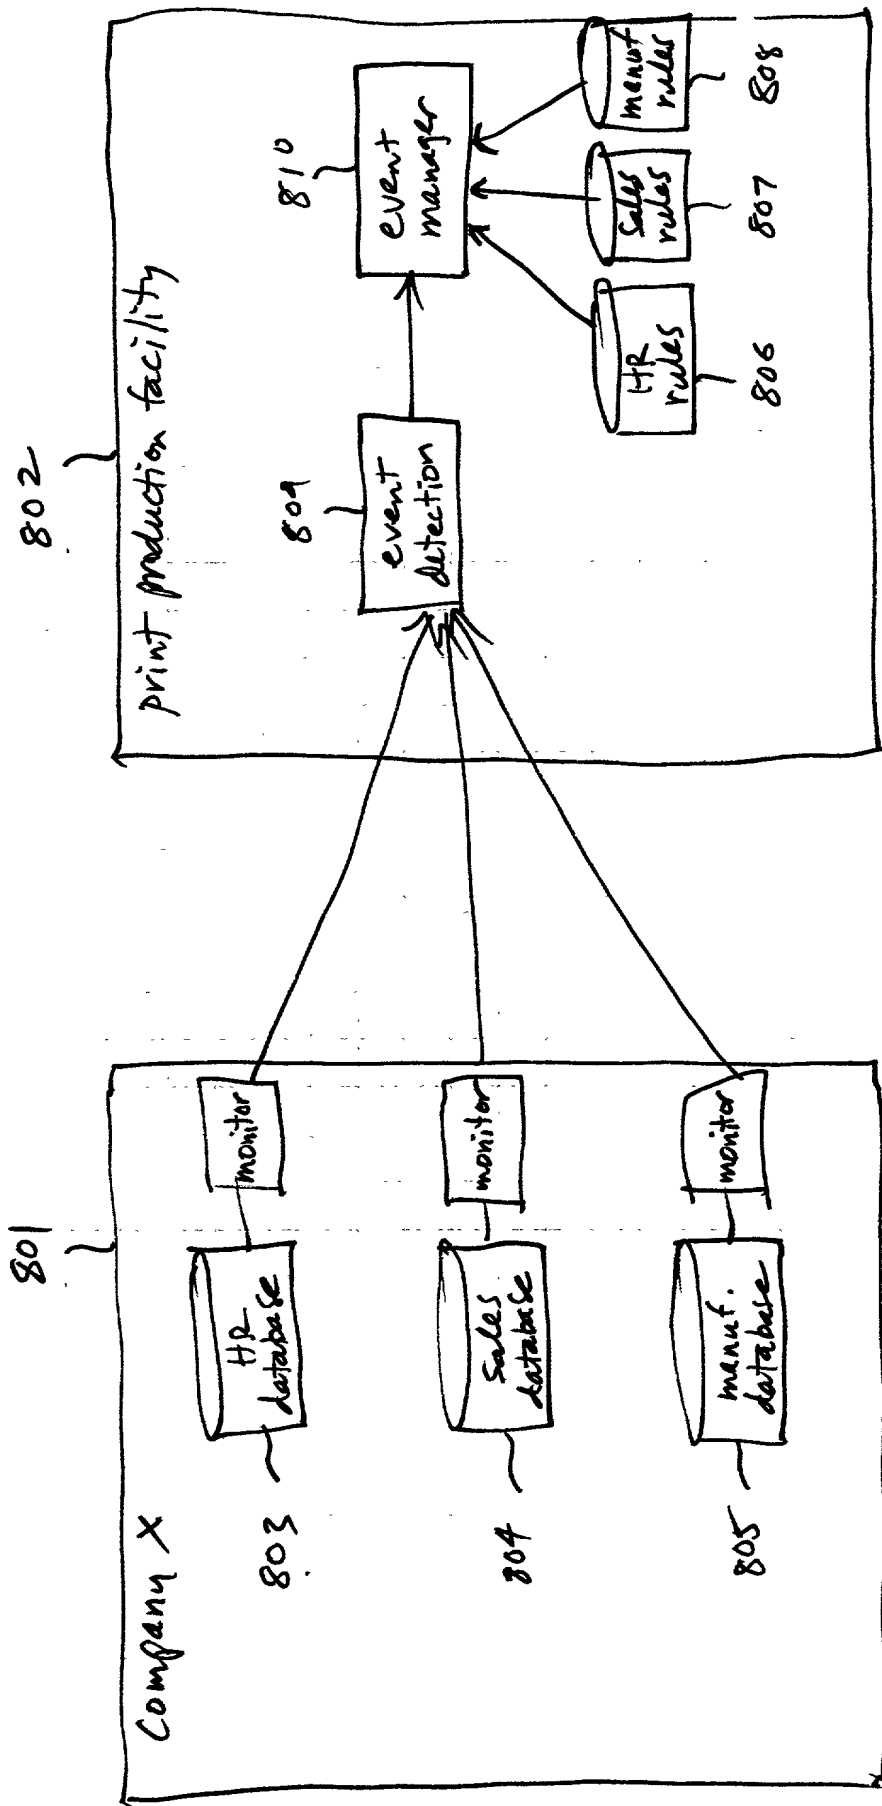 801
Company X
HR
database
803
monitor
Sales
database
804
monitor
manuf.
database
805
monitor
802
print production facility
event
detection
809
event
manager
810
HR
rules
806
Sales
rules
807
manuf
rules
808